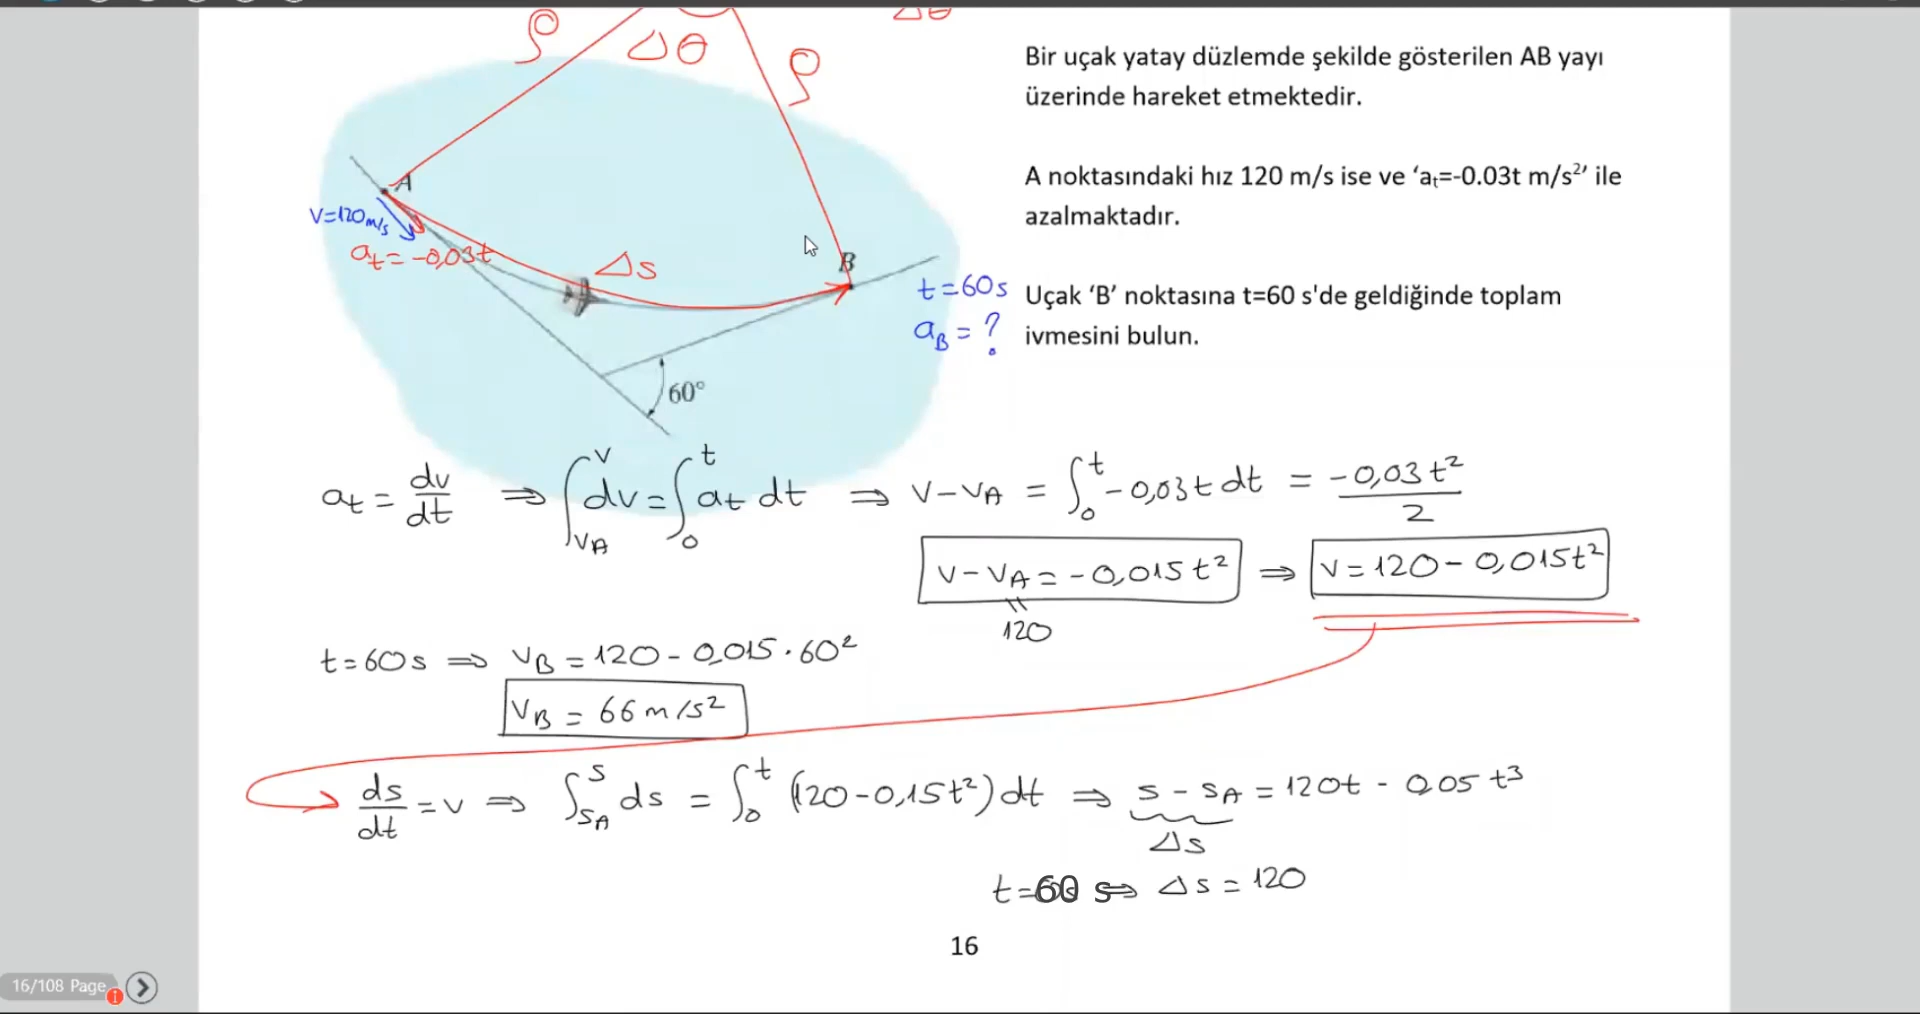 ρ
Δθ
Δθ
ρ
A
V=120m/s
at = -0,03t
Δs
B
t=60s
aB = ?
60°
Bir uçak yatay düzlemde şekilde gösterilen AB yayı
üzerinde hareket etmektedir.
A noktasındaki hız 120 m/s ise ve ‘aₜ=-0.03t m/s²’ ile
azalmaktadır.
Uçak ‘B’ noktasına t=60 s'de geldiğinde toplam
ivmesini bulun.
at = dv/dt ⇒ ∫_{VA}^{V} dv = ∫_0^t at dt ⇒ V-VA = ∫_0^t -0,03t dt = -0,03t²/2
V-VA = -0,015t² ⇒ V=120-0,015t²
120
t=60s ⇒ VB = 120-0,015·60²
VB = 66m/s²
ds/dt = v ⇒ ∫_{SA}^{S} ds = ∫_0^t (120-0,15t²)dt ⇒ s-sA = 120t - 0,05t³
Δs
t=60 s ⇒ Δs = 120
16
16/108 Page